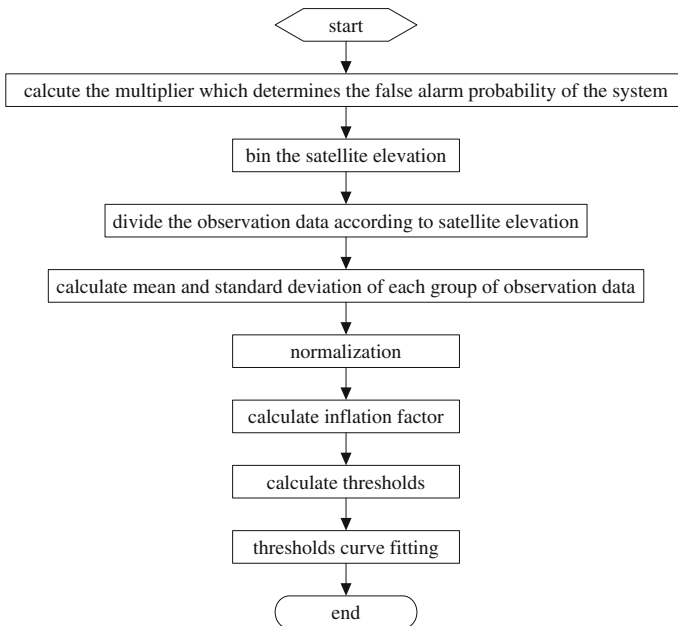 start
calcute the multiplier which determines the false alarm probability of the system
bin the satellite elevation
divide the observation data according to satellite elevation
calculate mean and standard deviation of each group of observation data
normalization
calculate inflation factor
calculate thresholds
thresholds curve fitting
end